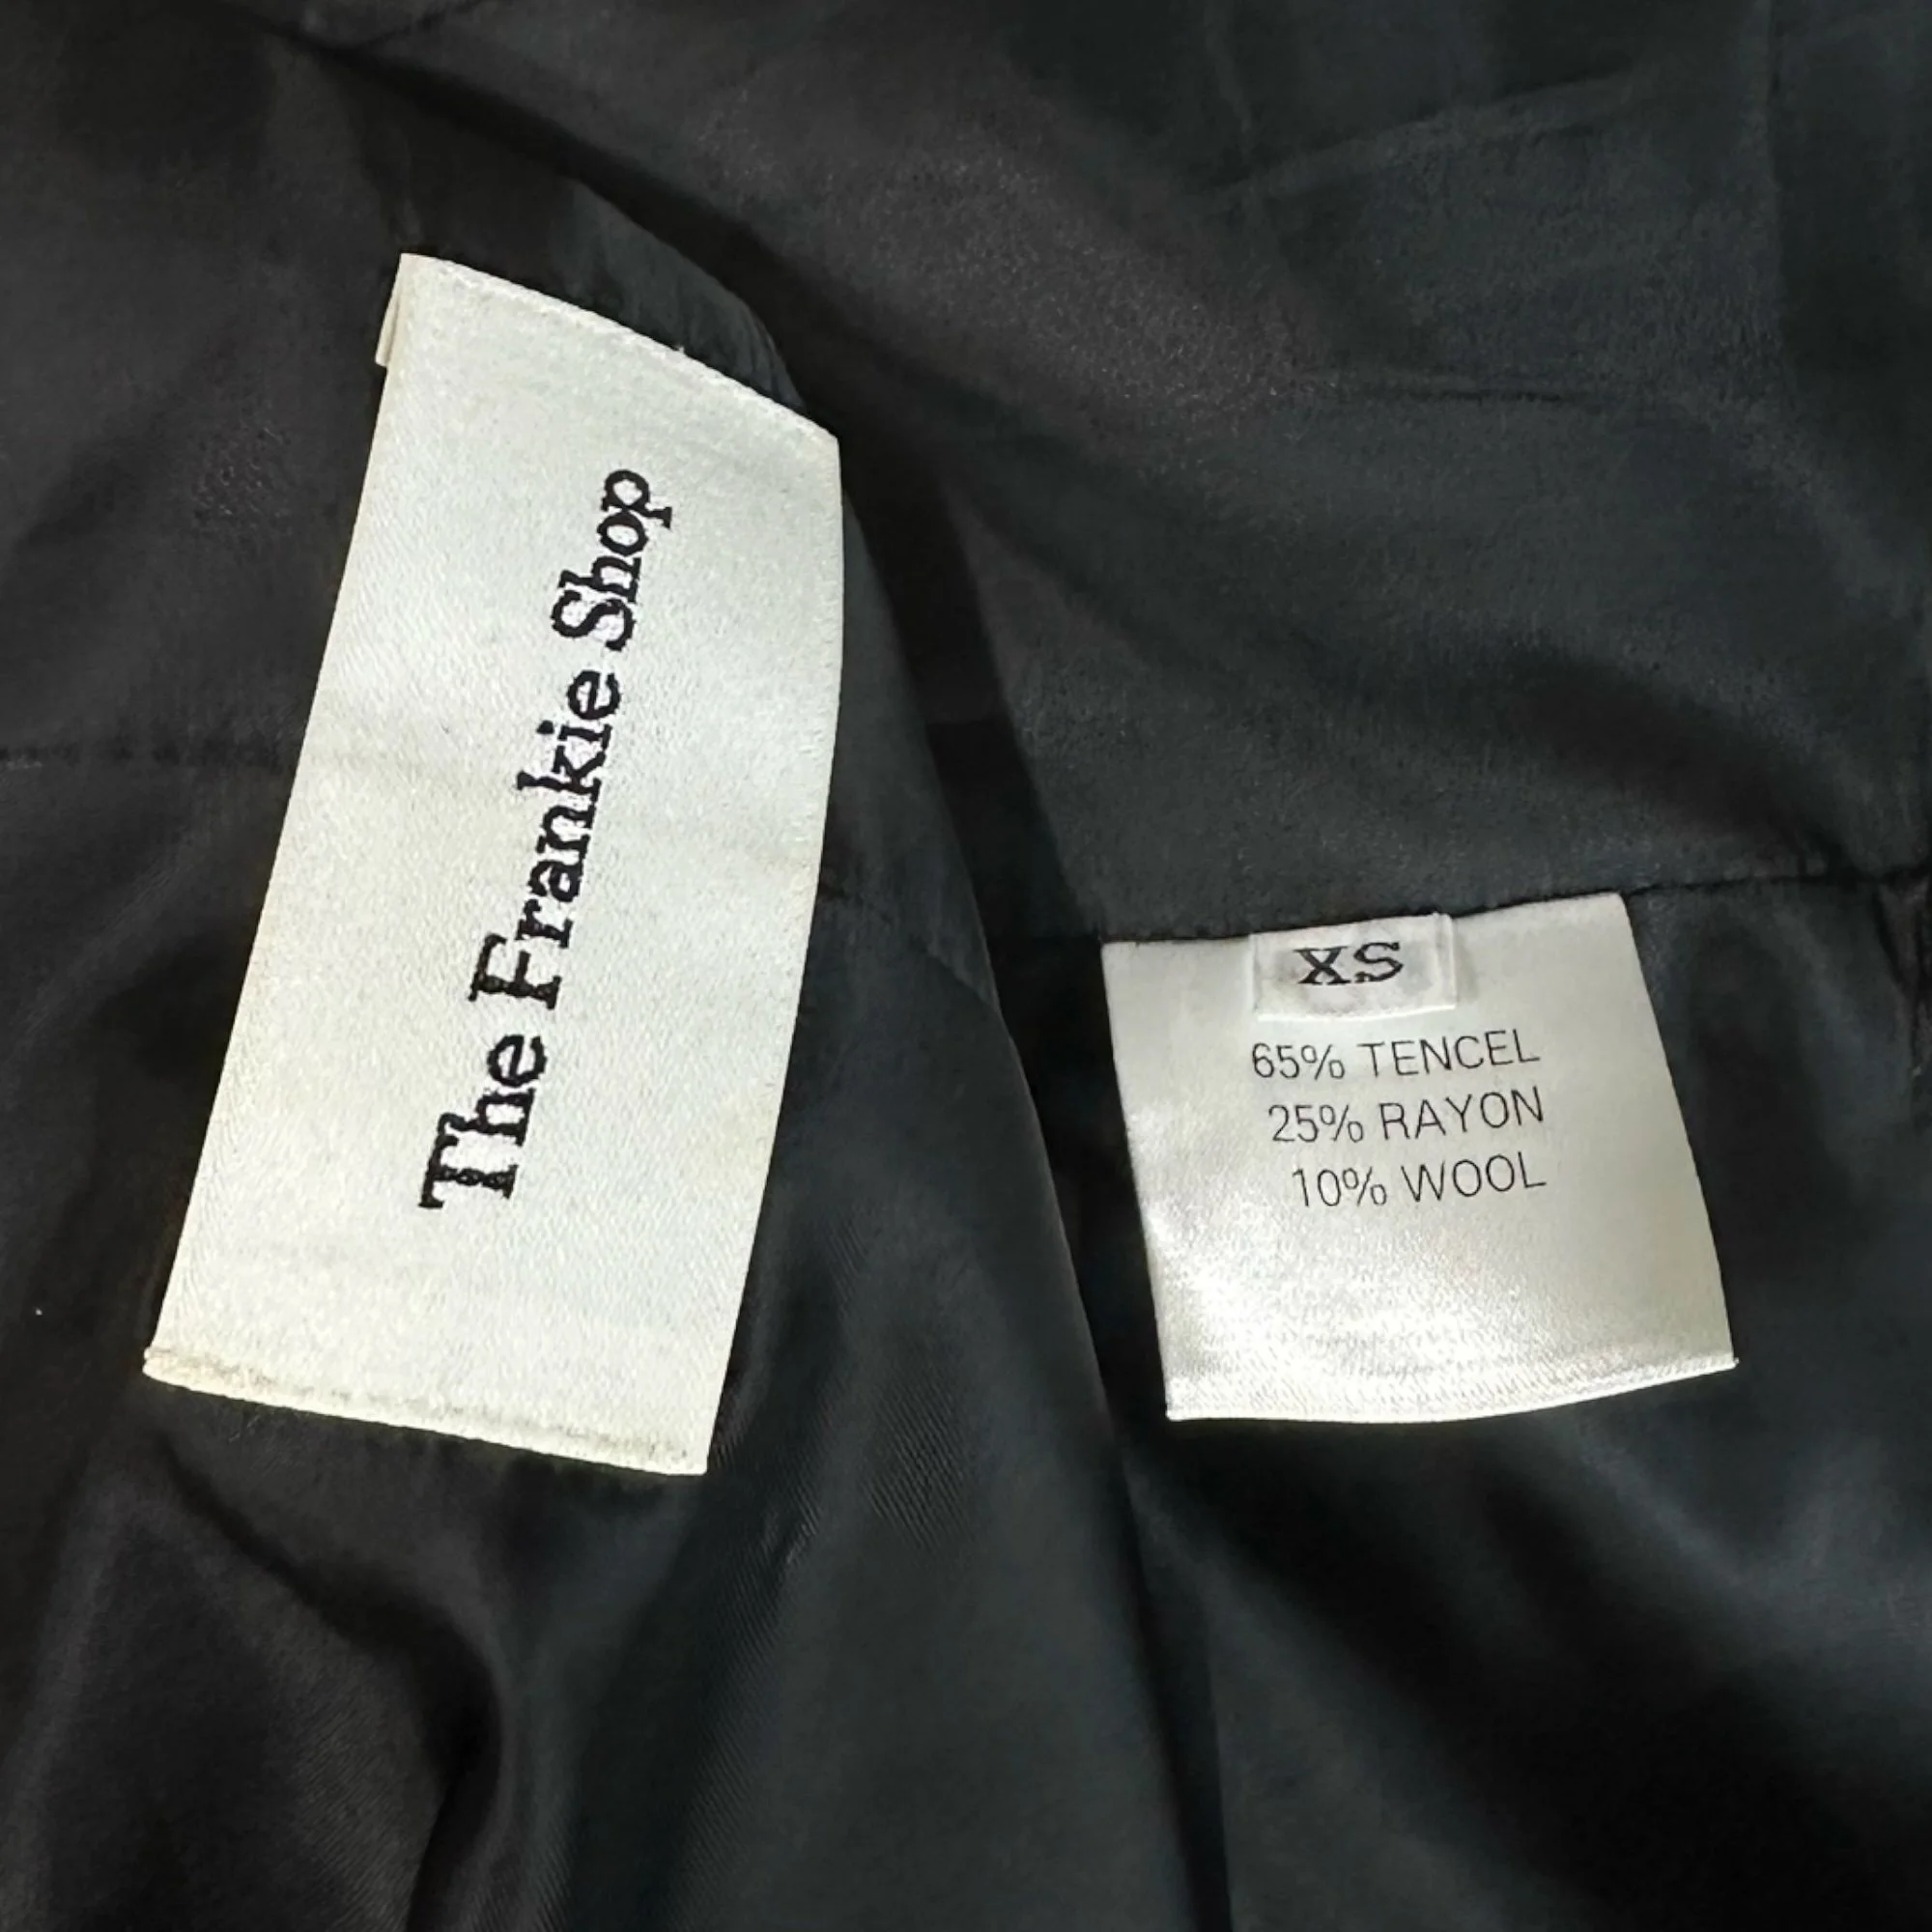 The Frankie Shop
XS
65% TENCEL
25% RAYON
10% WOOL